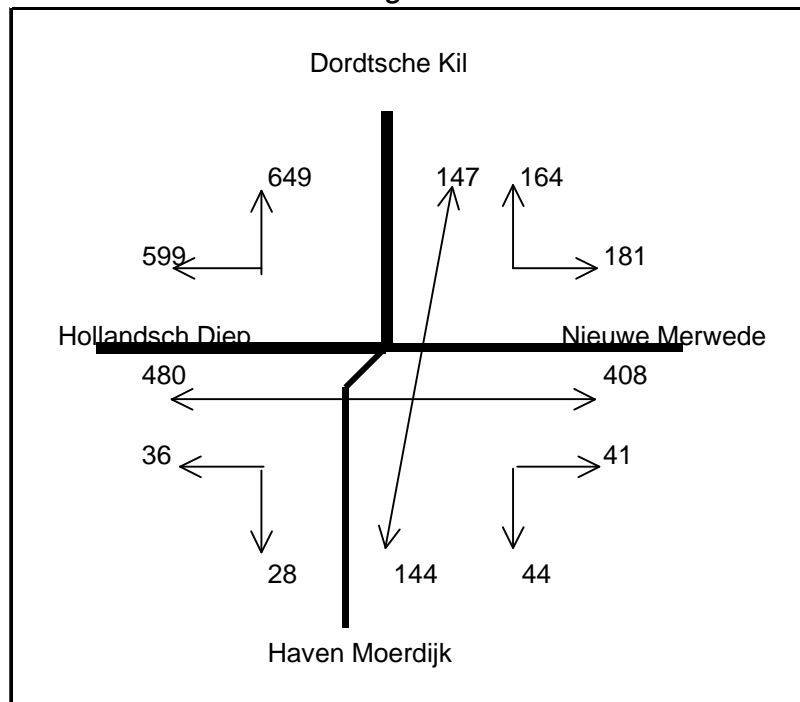 Dordtsche Kil
649 147 164
599 181
Hollandsch Diep Nieuwe Merwede
480 408
36 41
28 144 44
Haven Moerdijk